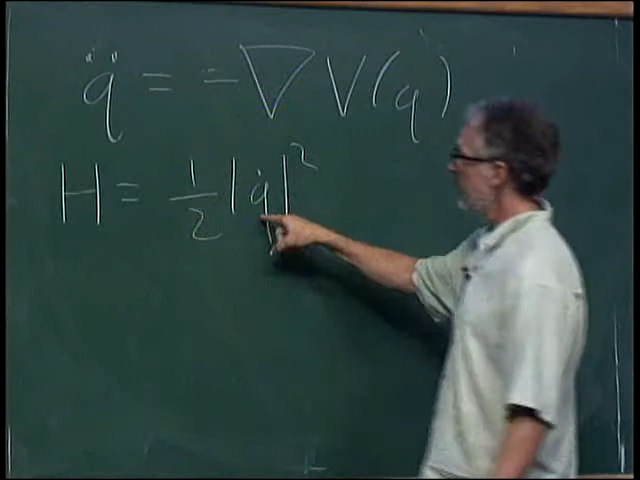 q̈ = -∇V(q)
H = 1/2 |q̇|²